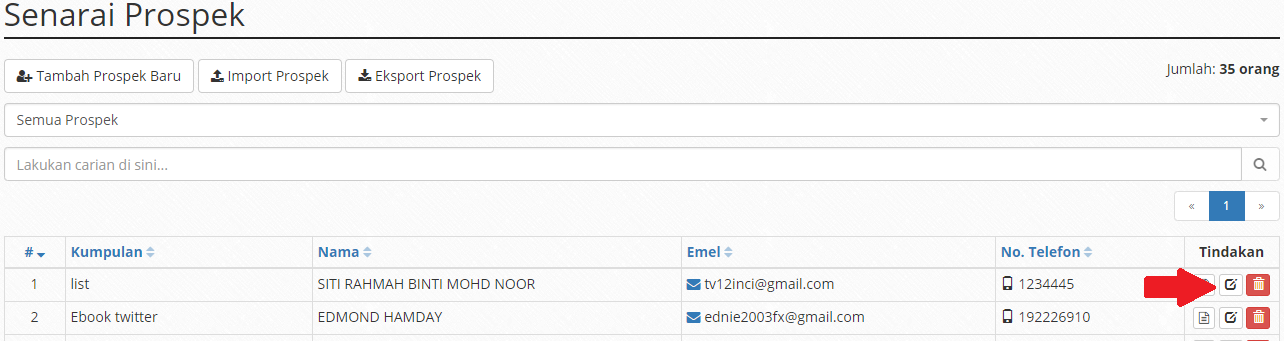 Senarai Prospek
Tambah Prospek Baru Import Prospek Eksport Prospek Jumlah: 35 orang
Semua Prospek
Lakukan carian di sini...
« 1 »
# Kumpulan Nama Emel No. Telefon Tindakan
1 list SITI RAHMAH BINTI MOHD NOOR tv12inci@gmail.com 1234445
2 Ebook twitter EDMOND HAMDAY ednie2003fx@gmail.com 192226910